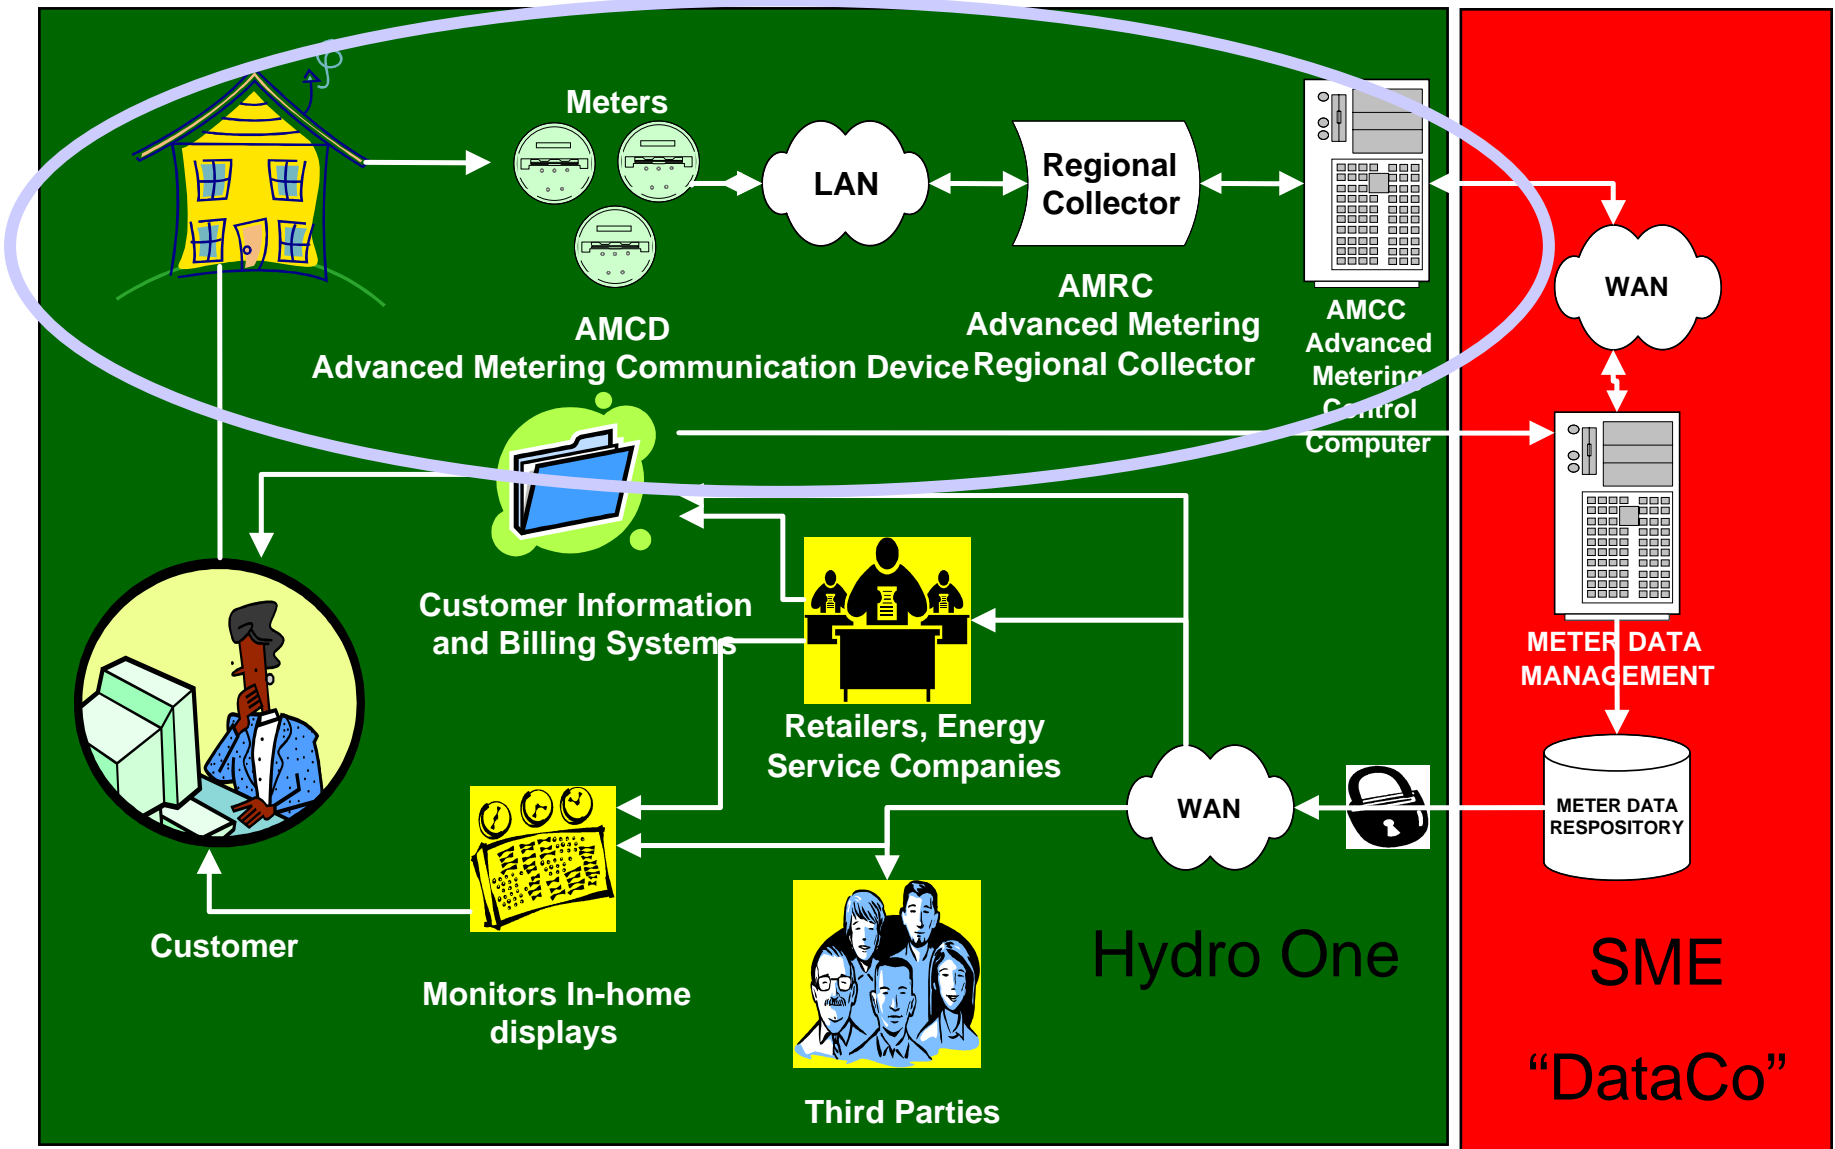 Meters
LAN
Regional
Collector
WAN
AMCD
Advanced Metering Communication Device
AMRC
Advanced Metering
Regional Collector
AMCC
Advanced
Metering
Control
Computer
Customer Information
and Billing Systems
METER DATA
MANAGEMENT
Retailers, Energy
Service Companies
WAN
METER DATA
RESPOSITORY
Customer
Monitors In-home
displays
Third Parties
Hydro One
SME
“DataCo”